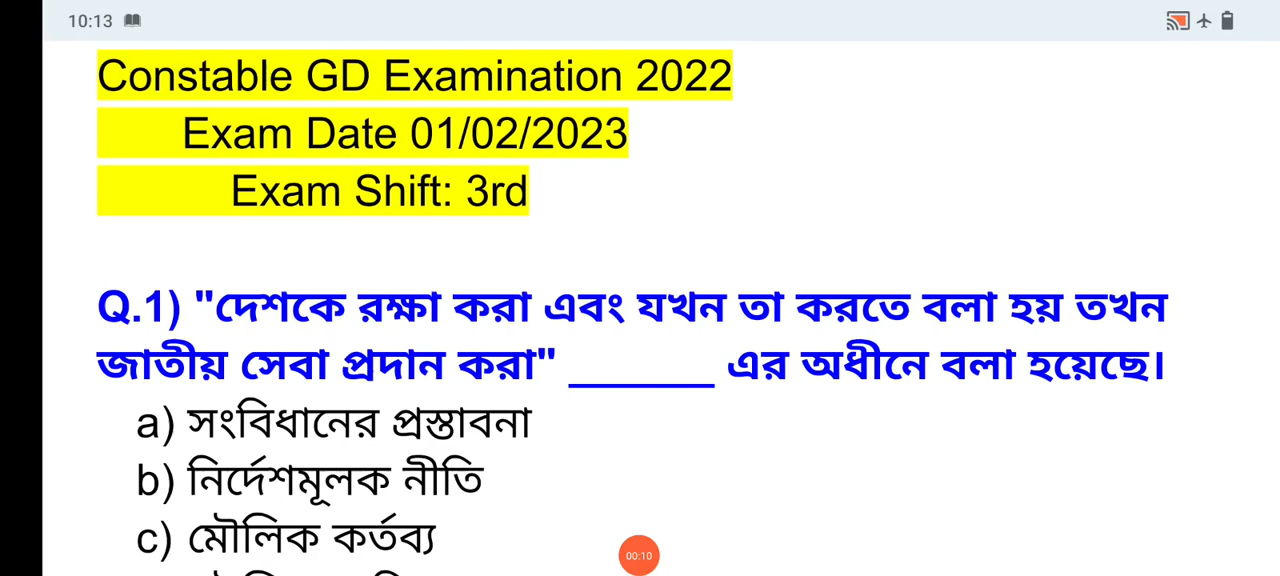 10:13
Constable GD Examination 2022
Exam Date 01/02/2023
Exam Shift: 3rd
Q.1) "দেশকে রক্ষা করা এবং যখন তা করতে বলা হয় তখন
জাতীয় সেবা প্রদান করা" ______ এর অধীনে বলা হয়েছে।
a) সংবিধানের প্রস্তাবনা
b) নির্দেশমূলক নীতি
c) মৌলিক কর্তব্য
00:10